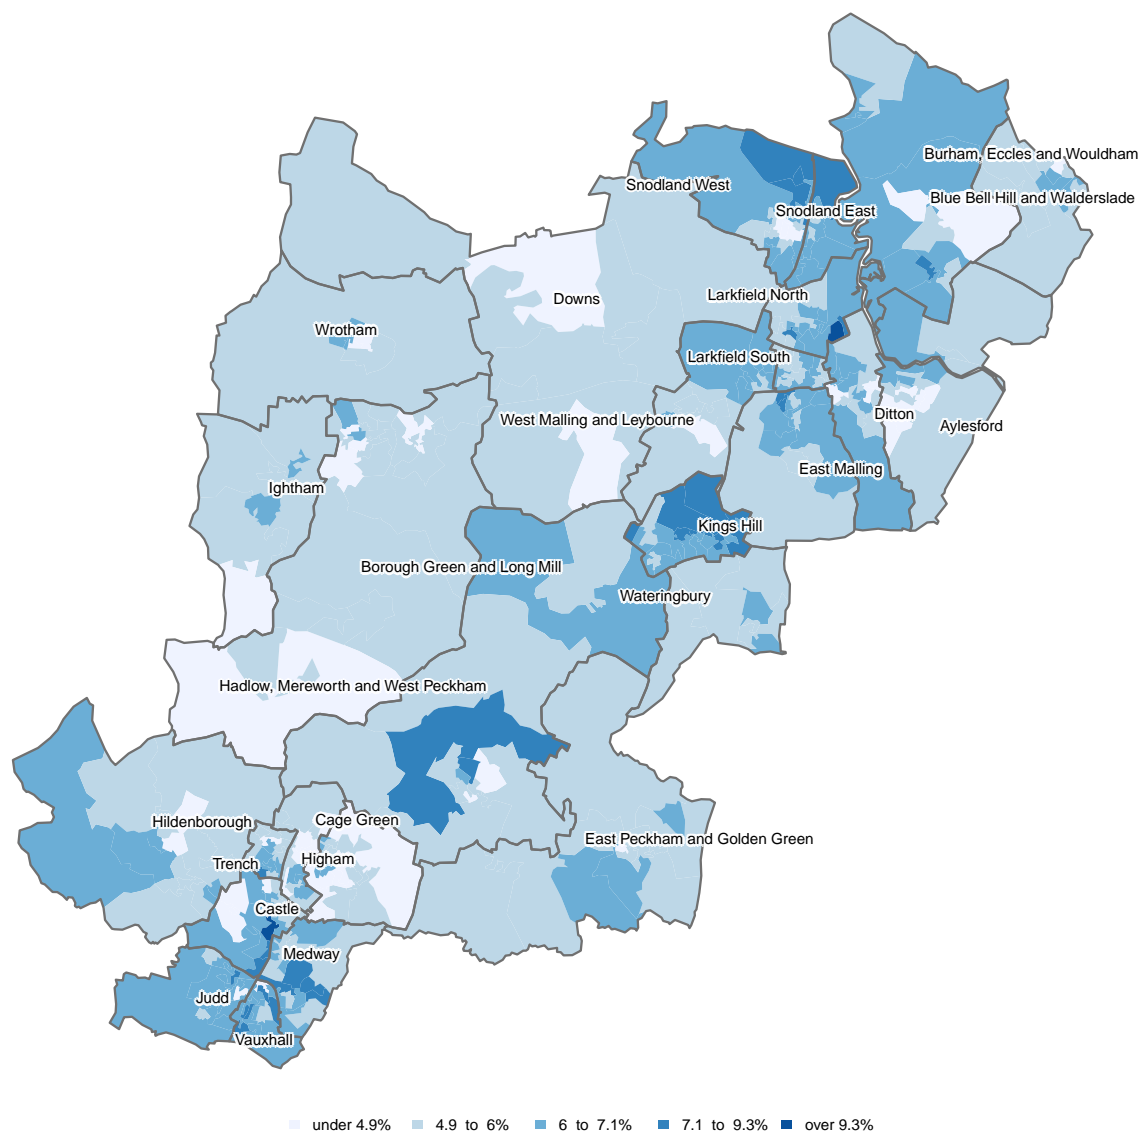 Burham, Eccles and Wouldham
Snodland West
Blue Bell Hill and Walderslade
Snodland East
Larkfield North
Downs
Wrotham
Larkfield South
West Malling and Leybourne
Ditton
Aylesford
East Malling
Ightham
Kings Hill
Borough Green and Long Mill
Wateringbury
Hadlow, Mereworth and West Peckham
Hildenborough
Cage Green
East Peckham and Golden Green
Trench
Higham
Castle
Medway
Judd
Vauxhall
under 4.9% 4.9 to 6% 6 to 7.1% 7.1 to 9.3% over 9.3%